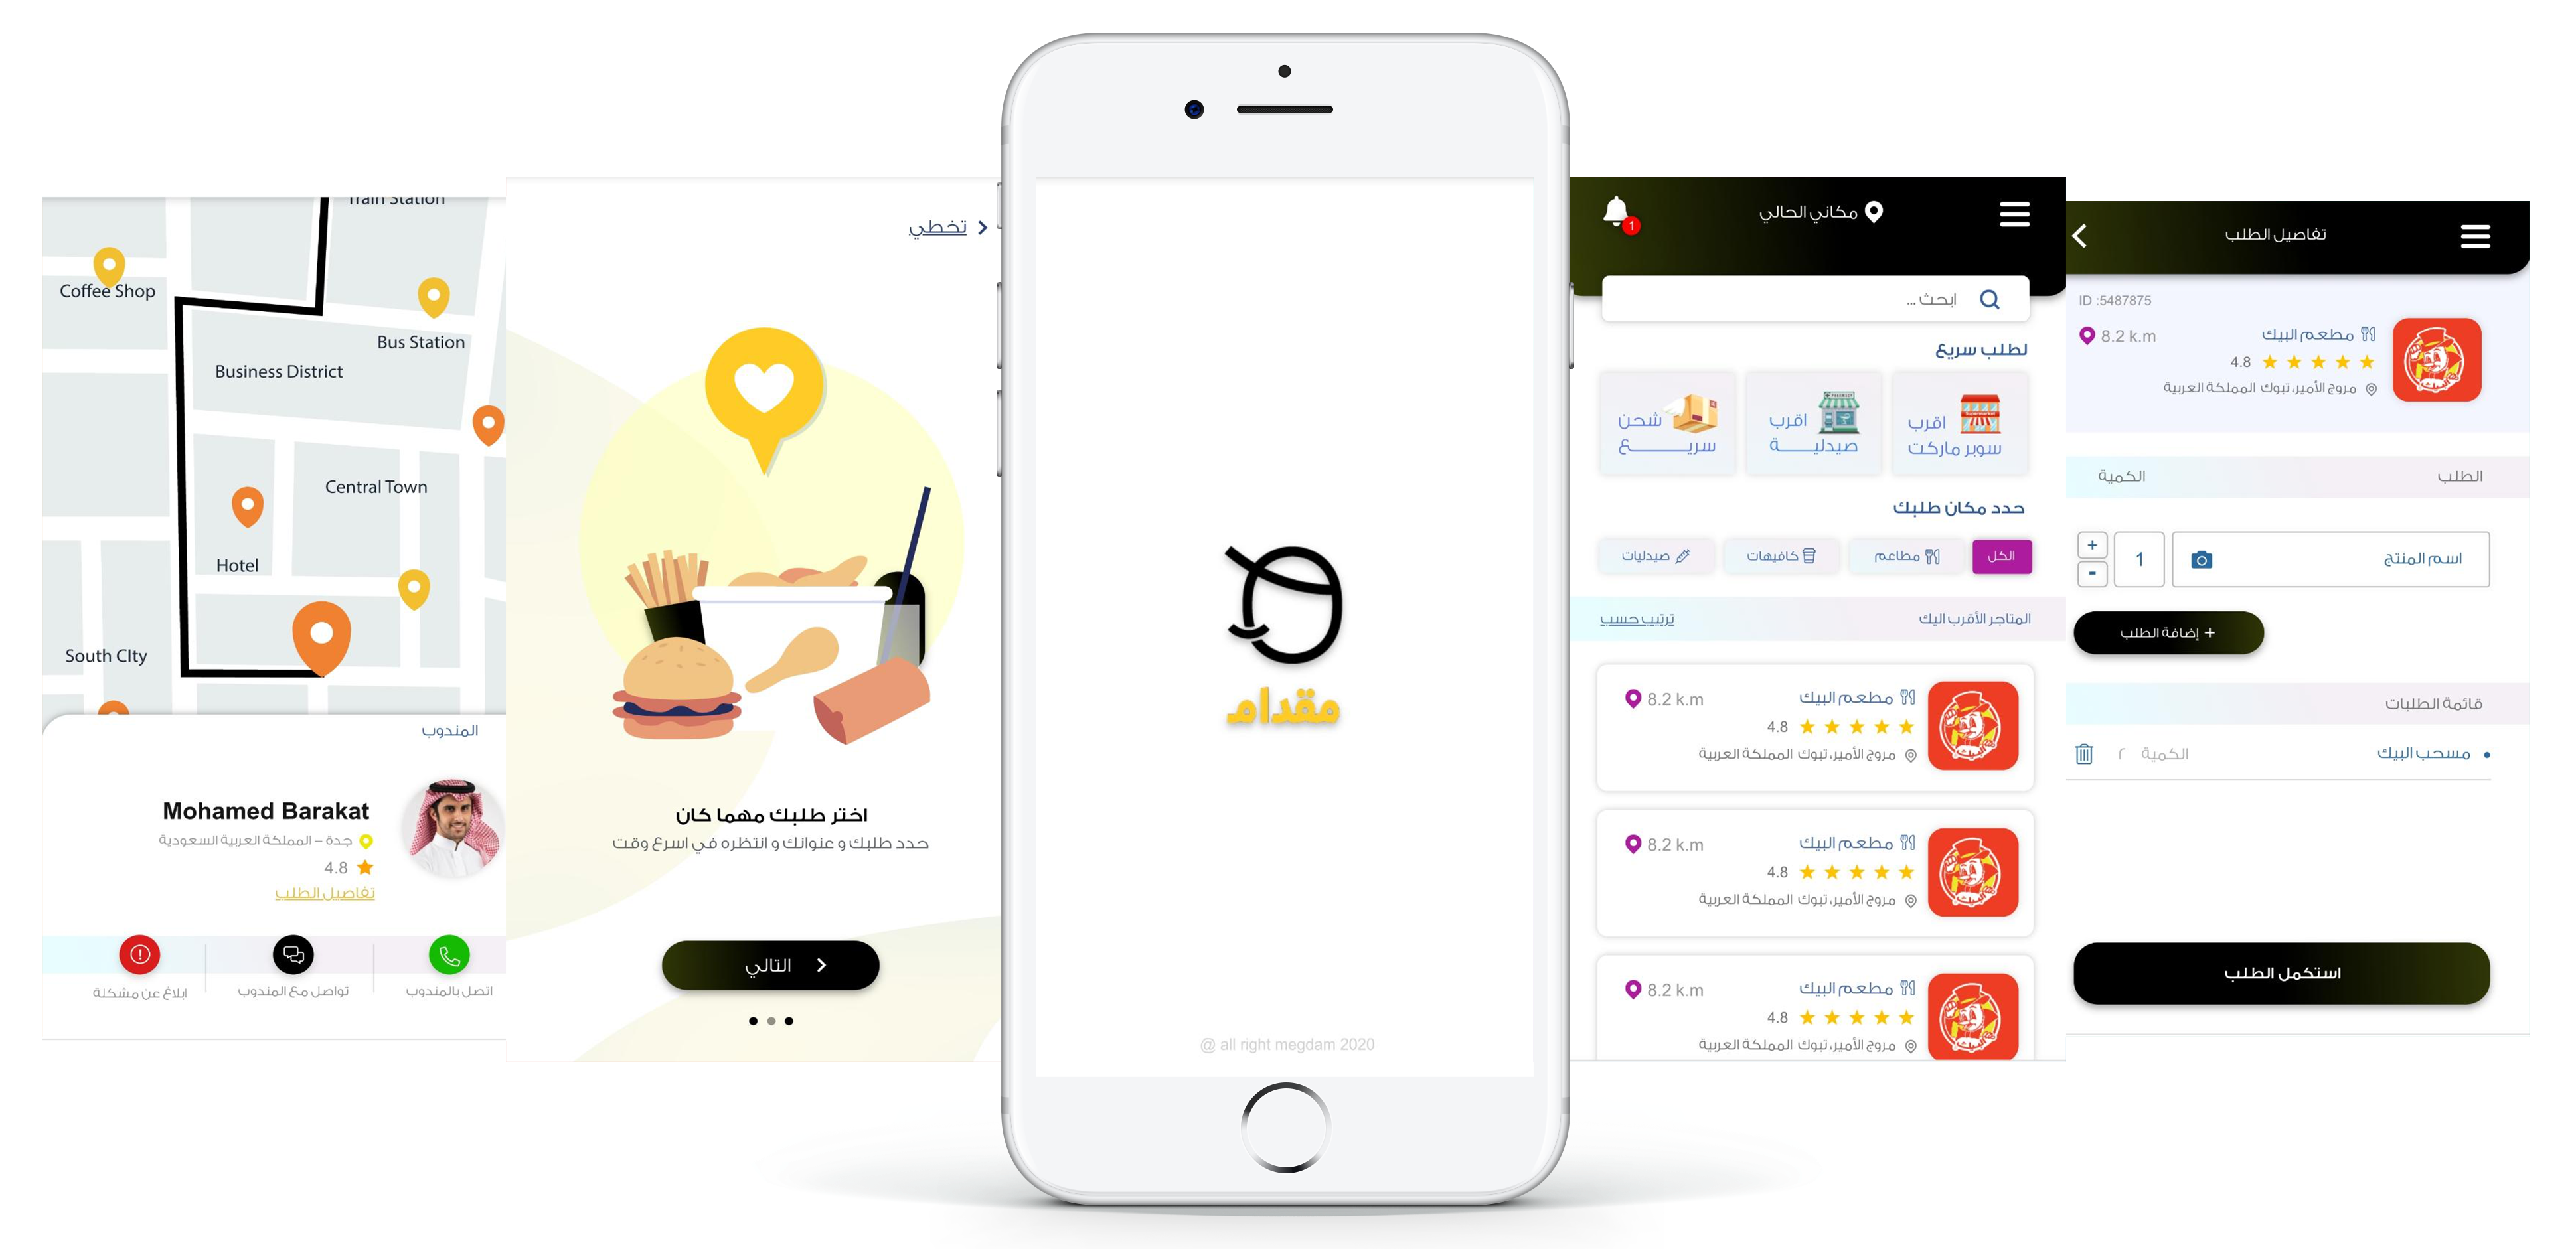 Train Station
Coffee Shop
Bus Station
Business District
Central Town
Hotel
South CIty
المندوب
Mohamed Barakat
جدة – المملكة العربية السعودية
4.8
تفاصيل الطلب
اتصل بالمندوب
تواصل مع المندوب
ابلاغ عن مشكلة
تخطي
اختر طلبك مهما كان
حدد طلبك و عنوانك و انتظره في اسرع وقت
التالي
مقدام
@ all right megdam 2020
مكاني الحالي
1
ابحث ...
لطلب سريع
اقرب
سوبر ماركت
اقرب
صيدليـــــة
شحن
سريـــــع
حدد مكان طلبك
الكل
مطاعم
كافيهات
صيدليات
المتاجر الأقرب اليك
ترتيب حسب
مطعم البيك
8.2 k.m
4.8
مروج الأمير، تبوك المملكة العربية
مطعم البيك
8.2 k.m
4.8
مروج الأمير، تبوك المملكة العربية
مطعم البيك
8.2 k.m
4.8
مروج الأمير، تبوك المملكة العربية
تفاصيل الطلب
ID :5487875
مطعم البيك
8.2 k.m
4.8
مروج الأمير، تبوك المملكة العربية
الطلب الكمية
اسم المنتج
1
+
-
+ إضافة الطلب
قائمة الطلبات
• مسحب البيك الكمية ٢
استكمل الطلب